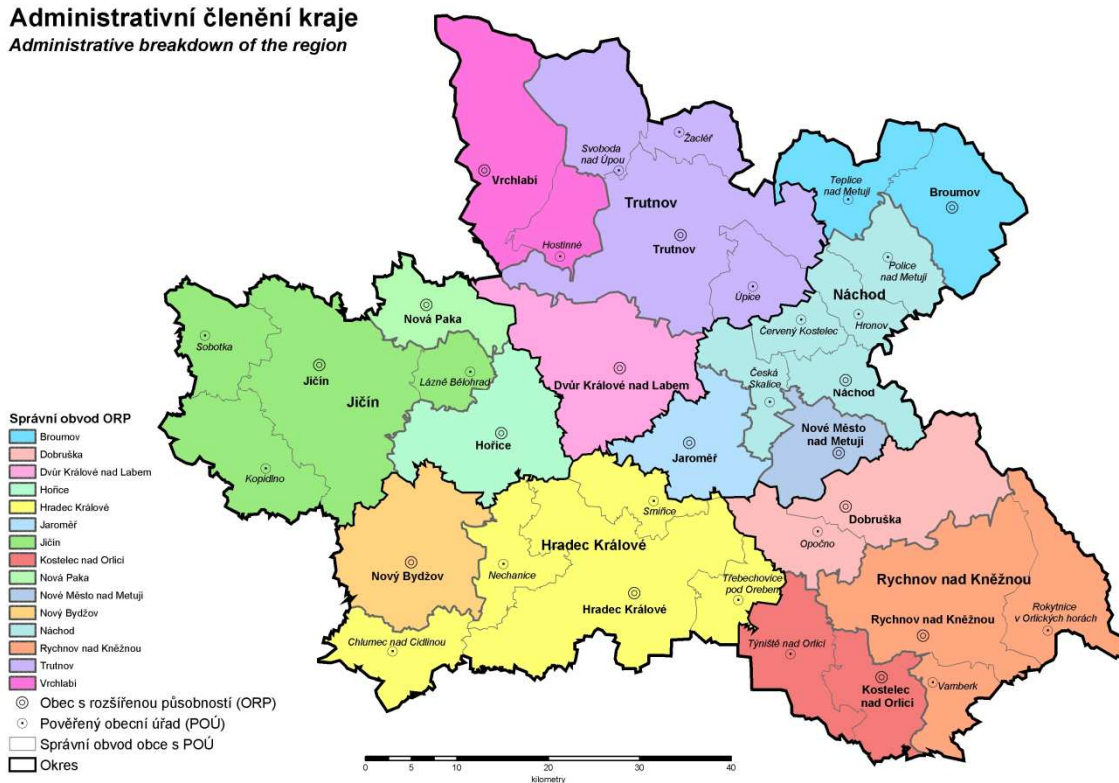 Administrativní členění kraje
Administrative breakdown of the region
Žacléř
Svoboda
nad Úpou
Vrchlabí
Teplice
nad Metují
Broumov
Trutnov
Trutnov
Hostinné
Police
nad Metují
Úpice
Náchod
Nová Paka
Hronov
Červený Kostelec
Sobotka
Jičín
Lázně Bělohrad
Dvůr Králové nad Labem
Česká
Skalice
Náchod
Jičín
Nové Město
nad Metují
Hořice
Jaroměř
Kopidlno
Smiřice
Dobruška
Opočno
Hradec Králové
Nový Bydžov
Nechanice
Třebechovice
pod Orebem
Rychnov nad Kněžnou
Hradec Králové
Rychnov nad Kněžnou
Rokytnice
v Orlických horách
Chlumec nad Cidlinou
Týniště nad Orlicí
Kostelec
nad Orlicí
Vamberk
Správní obvod ORP
Broumov
Dobruška
Dvůr Králové nad Labem
Hořice
Hradec Králové
Jaroměř
Jičín
Kostelec nad Orlicí
Nová Paka
Nové Město nad Metují
Nový Bydžov
Náchod
Rychnov nad Kněžnou
Trutnov
Vrchlabí
Obec s rozšířenou působností (ORP)
Pověřený obecní úřad (POÚ)
Správní obvod obce s POÚ
Okres
0 5 10 20 30 40
kilometry